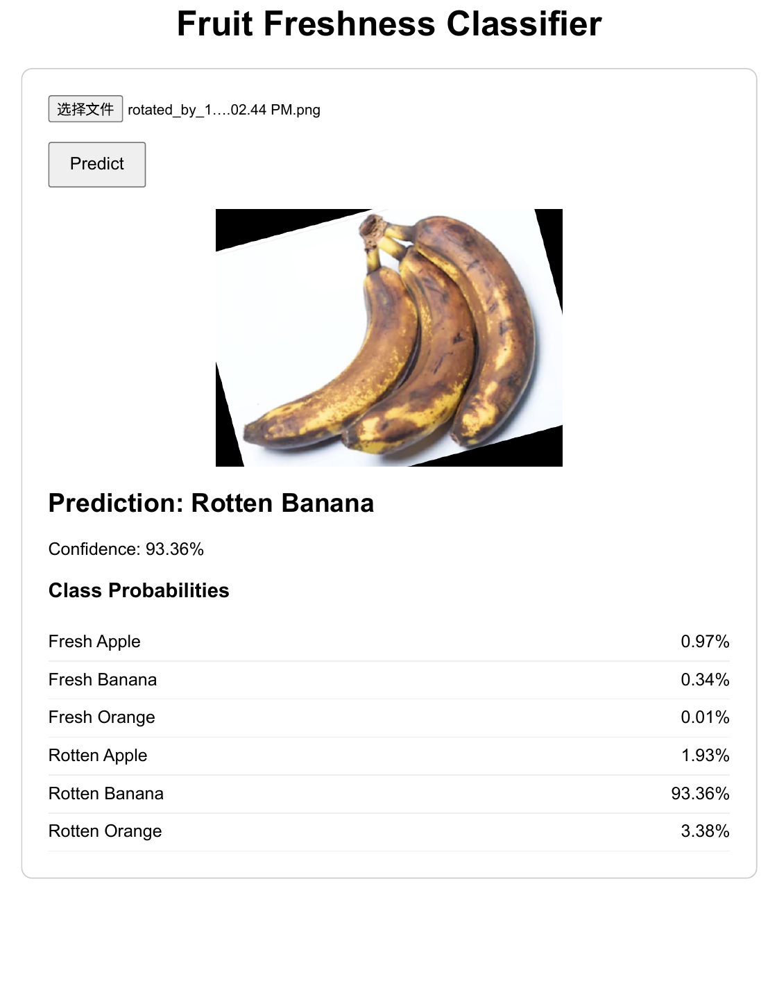 Fruit Freshness Classifier
选择文件 rotated_by_1….02.44 PM.png
Predict
Prediction: Rotten Banana
Confidence: 93.36%
Class Probabilities
Fresh Apple 0.97%
Fresh Banana 0.34%
Fresh Orange 0.01%
Rotten Apple 1.93%
Rotten Banana 93.36%
Rotten Orange 3.38%